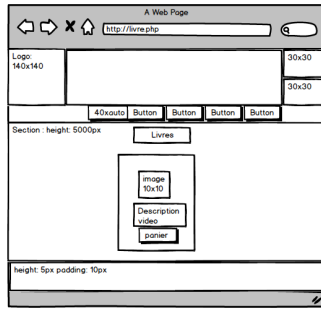 A Web Page
http://livre.php
Logo:
140x140
30x30
30x30
40xauto Button Button Button Button
Section : height: 5000px
Livres
image
10x10
Description
video
panier
height: 5px padding: 10px